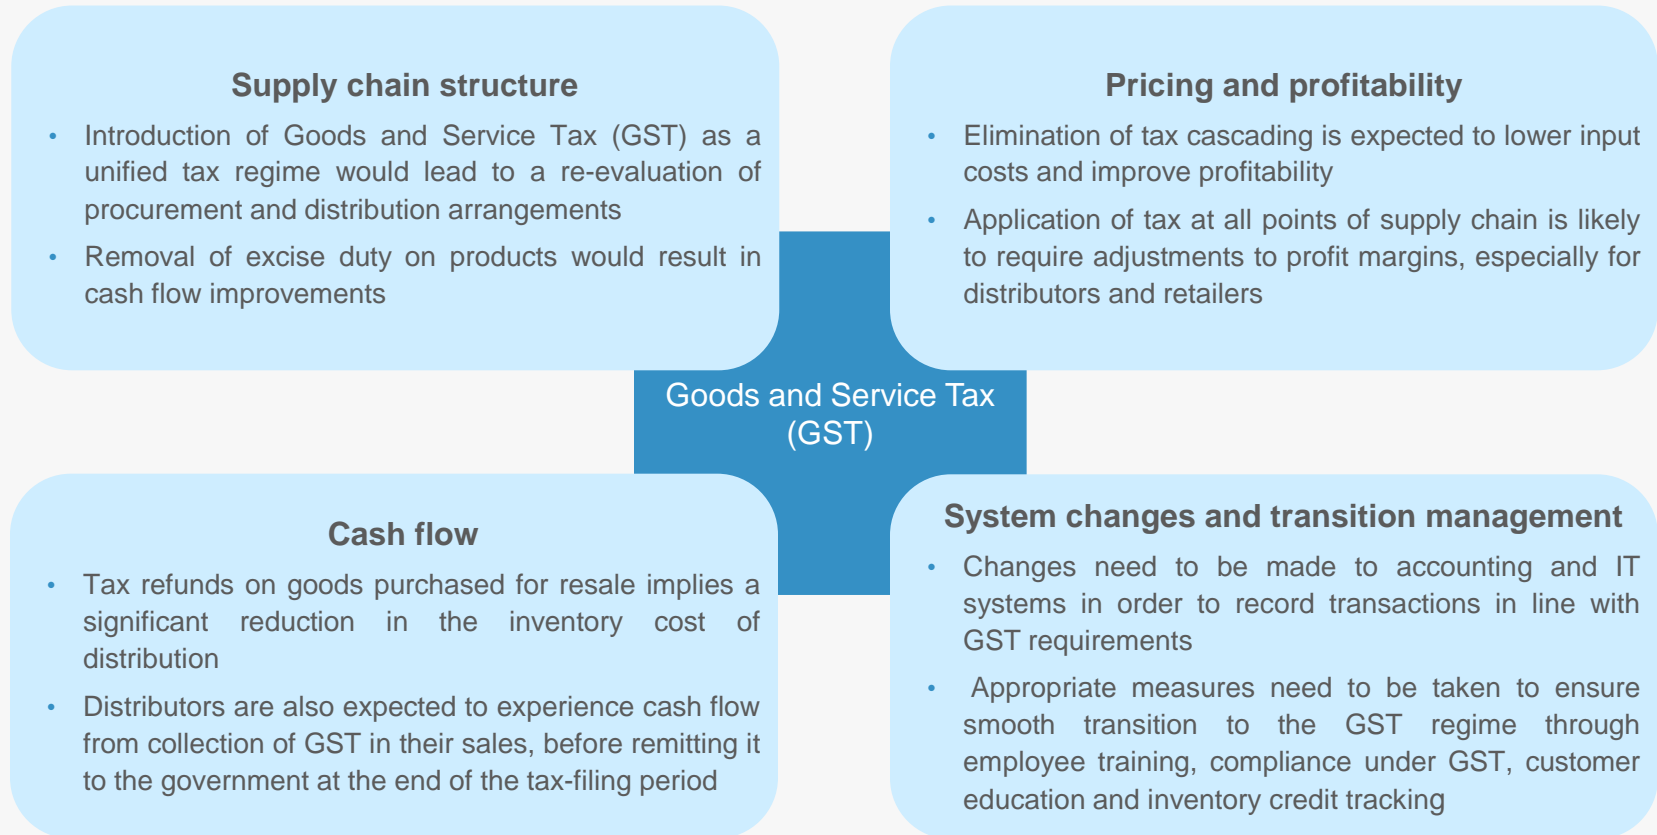 Supply chain structure
• Introduction of Goods and Service Tax (GST) as a
unified tax regime would lead to a re-evaluation of
procurement and distribution arrangements
• Removal of excise duty on products would result in
cash flow improvements
Pricing and profitability
• Elimination of tax cascading is expected to lower input
costs and improve profitability
• Application of tax at all points of supply chain is likely
to require adjustments to profit margins, especially for
distributors and retailers
Goods and Service Tax
(GST)
Cash flow
• Tax refunds on goods purchased for resale implies a
significant reduction in the inventory cost of
distribution
• Distributors are also expected to experience cash flow
from collection of GST in their sales, before remitting it
to the government at the end of the tax-filing period
System changes and transition management
• Changes need to be made to accounting and IT
systems in order to record transactions in line with
GST requirements
• Appropriate measures need to be taken to ensure
smooth transition to the GST regime through
employee training, compliance under GST, customer
education and inventory credit tracking